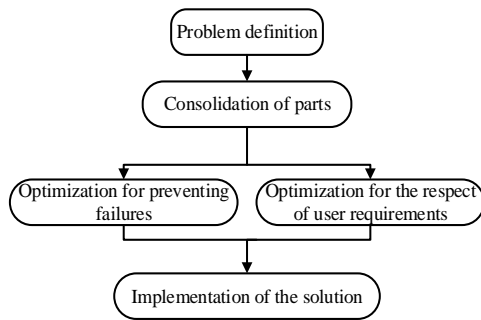 Problem definition
Consolidation of parts
Optimization for preventing
failures
Optimization for the respect
of user requirements
Implementation of the solution